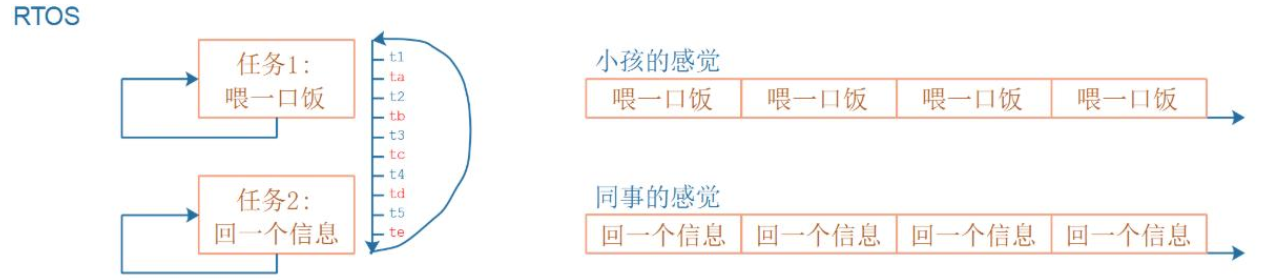 RTOS
任务1:
喂一口饭
任务2:
回一个信息
t1
ta
t2
tb
t3
tc
t4
td
t5
te
小孩的感觉
喂一口饭 喂一口饭 喂一口饭 喂一口饭
同事的感觉
回一个信息 回一个信息 回一个信息 回一个信息